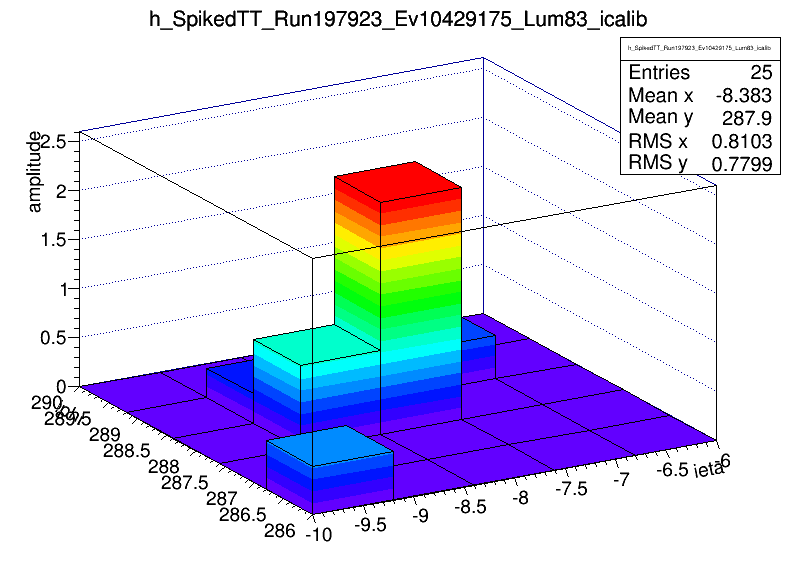 h_SpikedTT_Run197923_Ev10429175_Lum83_icalib
h_SpikedTT_Run197923_Ev10429175_Lum83_icalib
Entries 25
Mean x -8.383
Mean y 287.9
RMS x 0.8103
RMS y 0.7799
amplitude
2.5
2
1.5
1
0.5
0
290
289.5
289
288.5
288
287.5
287
286.5
286
-10
-9.5
-9
-8.5
-8
-7.5
-7
-6.5
-6
ieta